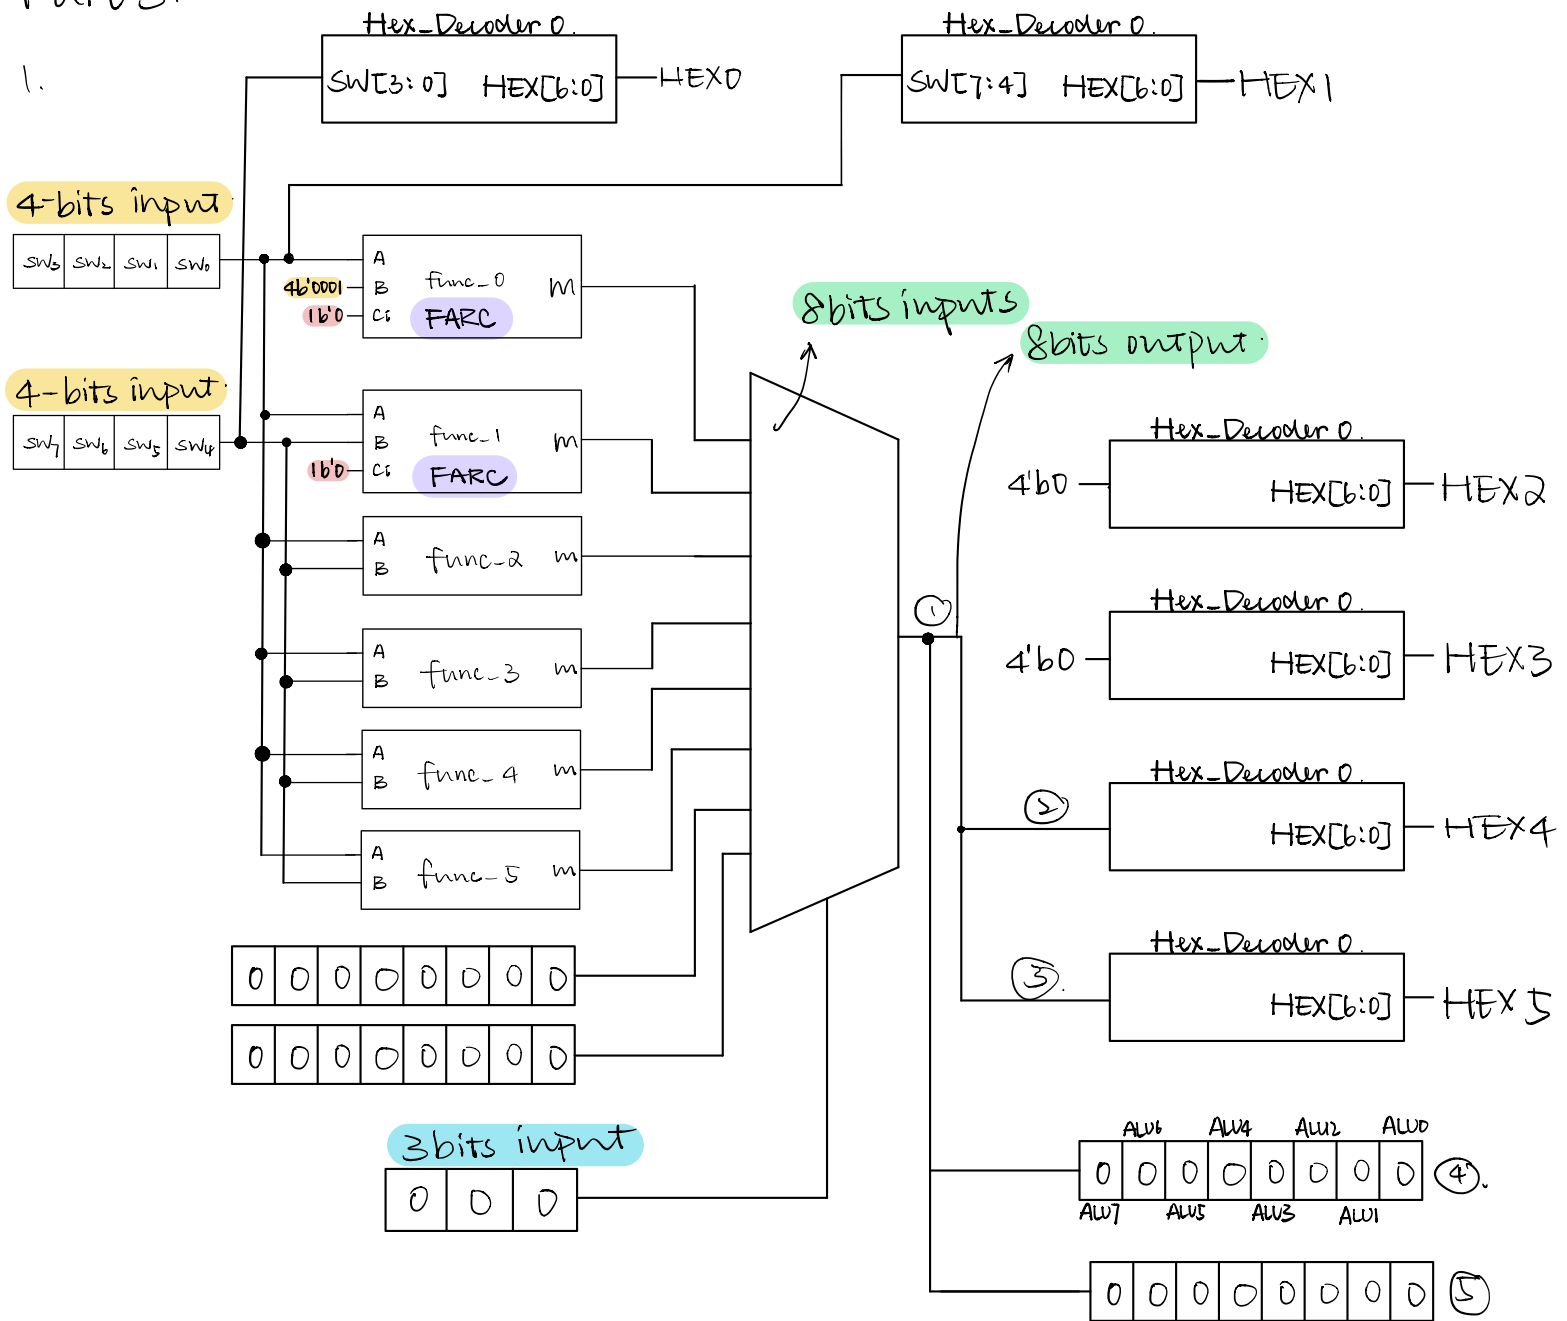 1.
Hex_Decoder 0.
SW[3:0] HEX[6:0] HEX0
Hex_Decoder 0.
SW[7:4] HEX[6:0] HEX1
4-bits input
SW3 SW2 SW1 SW0
4-bits input
SW7 SW6 SW5 SW4
A
4b'0001 B func_0 m
1b'0 Ci FARC
A
B func_1 m
1b'0 Ci FARC
A
B func_2 m
A
B func_3 m
A
B func_4 m
A
B func_5 m
0 0 0 0 0 0 0 0
0 0 0 0 0 0 0 0
3bits input
0 0 0
8bits inputs
8bits output
①
Hex_Decoder 0.
4'b0 HEX[6:0] HEX2
Hex_Decoder 0.
4'b0 HEX[6:0] HEX3
Hex_Decoder 0.
② HEX[6:0] HEX4
Hex_Decoder 0.
③. HEX[6:0] HEX5
ALU6 ALU4 ALU2 ALU0
0 0 0 0 0 0 0 0 ④.
ALU7 ALU5 ALU3 ALU1
0 0 0 0 0 0 0 0 ⑤